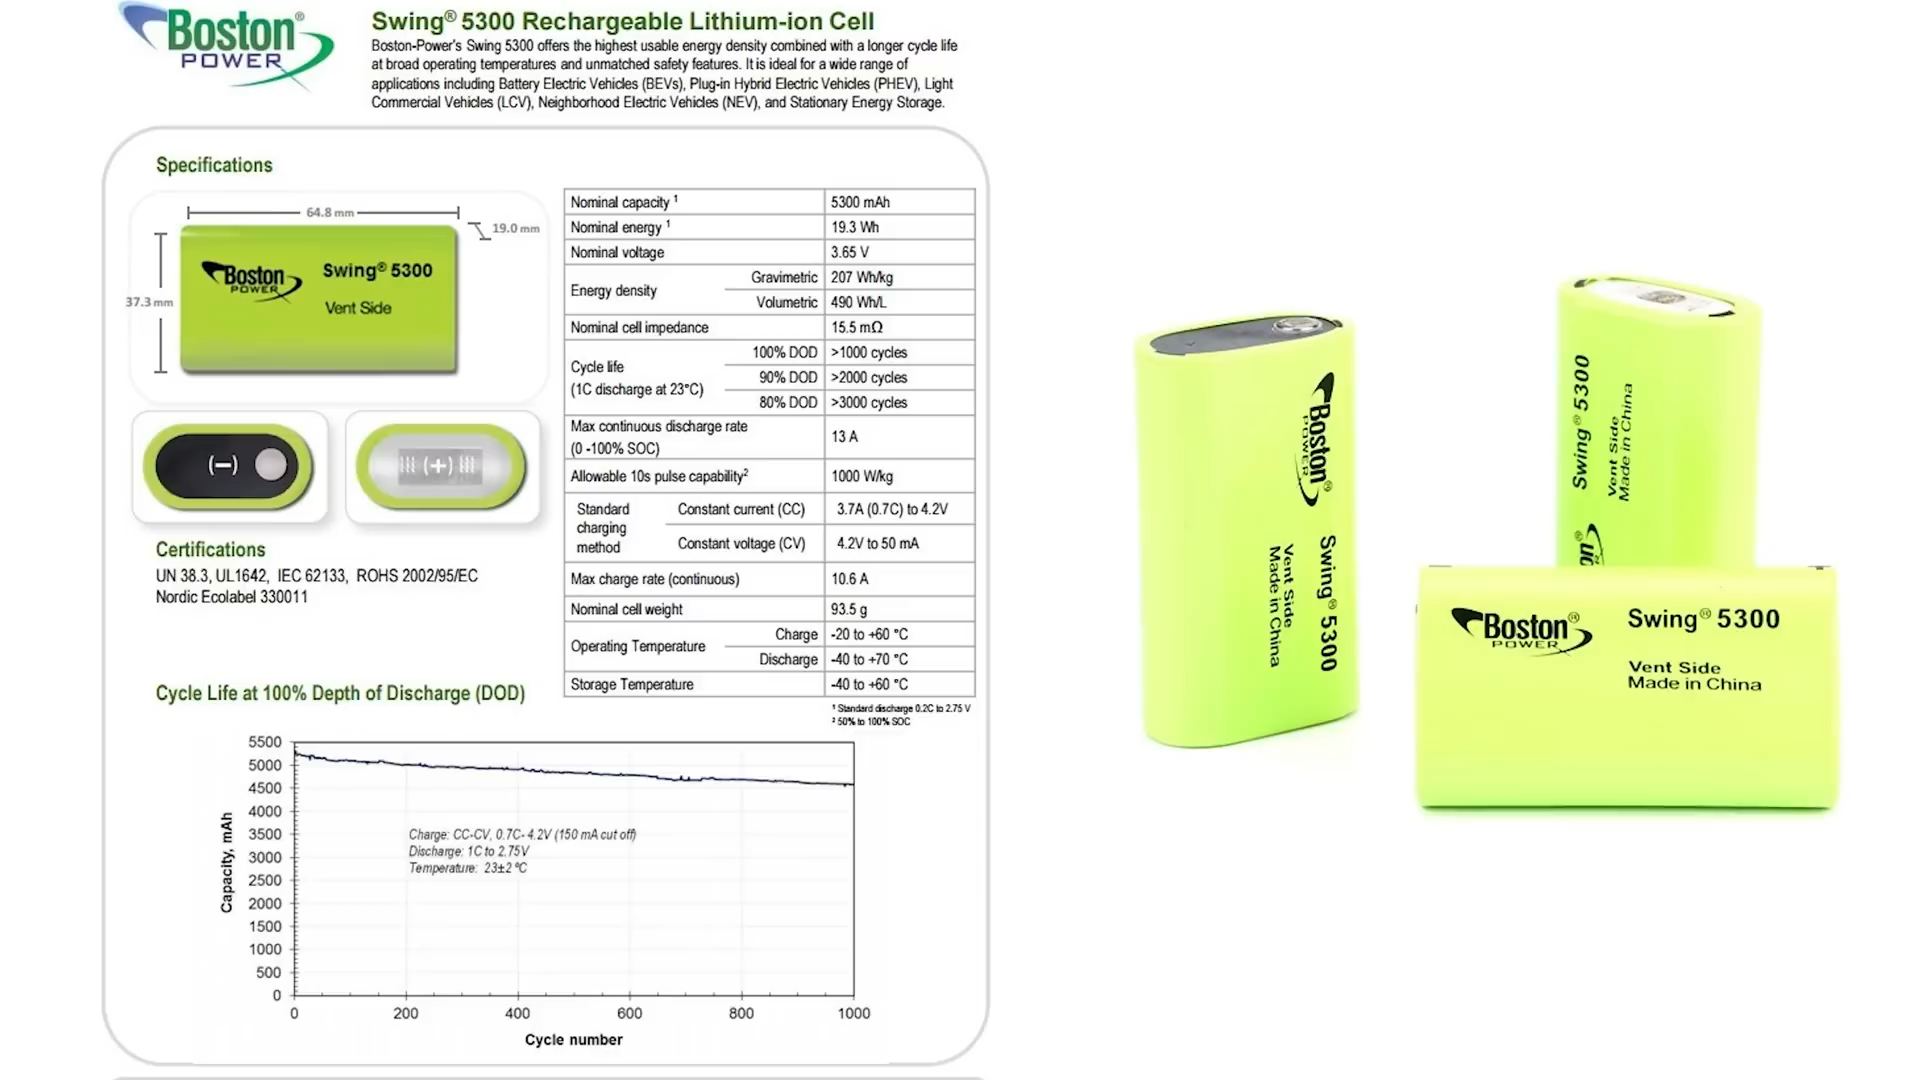 Boston®
POWER
Swing® 5300 Rechargeable Lithium-ion Cell
Boston-Power's Swing 5300 offers the highest usable energy density combined with a longer cycle life
at broad operating temperatures and unmatched safety features. It is ideal for a wide range of
applications including Battery Electric Vehicles (BEVs), Plug-in Hybrid Electric Vehicles (PHEV), Light
Commercial Vehicles (LCV), Neighborhood Electric Vehicles (NEV), and Stationary Energy Storage.
Specifications
64.8 mm
19.0 mm
37.3 mm
Boston
POWER
Swing® 5300
Vent Side
(–)
(+)
Certifications
UN 38.3, UL1642, IEC 62133, ROHS 2002/95/EC
Nordic Ecolabel 330011
Nominal capacity ¹ 5300 mAh
Nominal energy ¹ 19.3 Wh
Nominal voltage 3.65 V
Energy density Gravimetric 207 Wh/kg
Volumetric 490 Wh/L
Nominal cell impedance 15.5 mΩ
Cycle life
(1C discharge at 23°C)
100% DOD >1000 cycles
90% DOD >2000 cycles
80% DOD >3000 cycles
Max continuous discharge rate
(0 -100% SOC)
13 A
Allowable 10s pulse capability² 1000 W/kg
Standard
charging
method
Constant current (CC) 3.7A (0.7C) to 4.2V
Constant voltage (CV) 4.2V to 50 mA
Max charge rate (continuous) 10.6 A
Nominal cell weight 93.5 g
Operating Temperature Charge -20 to +60 °C
Discharge -40 to +70 °C
Storage Temperature -40 to +60 °C
¹ Standard discharge 0.2C to 2.75 V
² 50% to 100% SOC
Cycle Life at 100% Depth of Discharge (DOD)
5500
5000
4500
4000
3500
3000
2500
2000
1500
1000
500
0
Capacity, mAh
Charge: CC-CV, 0.7C- 4.2V (150 mA cut off)
Discharge: 1C to 2.75V
Temperature: 23±2 ºC
0 200 400 600 800 1000
Cycle number
Boston®
POWER
Swing® 5300
Vent Side
Made in China
Swing® 5300
Vent Side
Made in China
on®
Boston®
POWER
Swing® 5300
Vent Side
Made in China